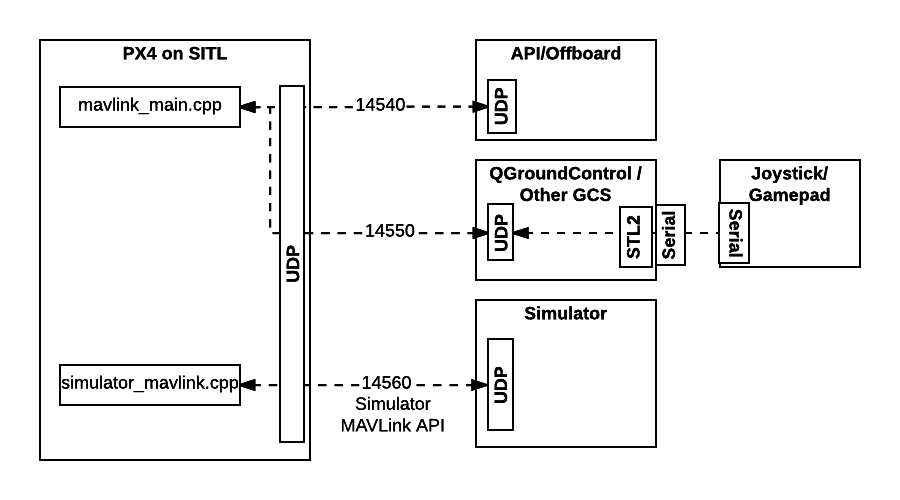 PX4 on SITL
mavlink_main.cpp
UDP
simulator_mavlink.cpp
14540
14550
14560
Simulator
MAVLink API
API/Offboard
UDP
QGroundControl /
Other GCS
UDP
STL2
Serial
Joystick/
Gamepad
Serial
Simulator
UDP